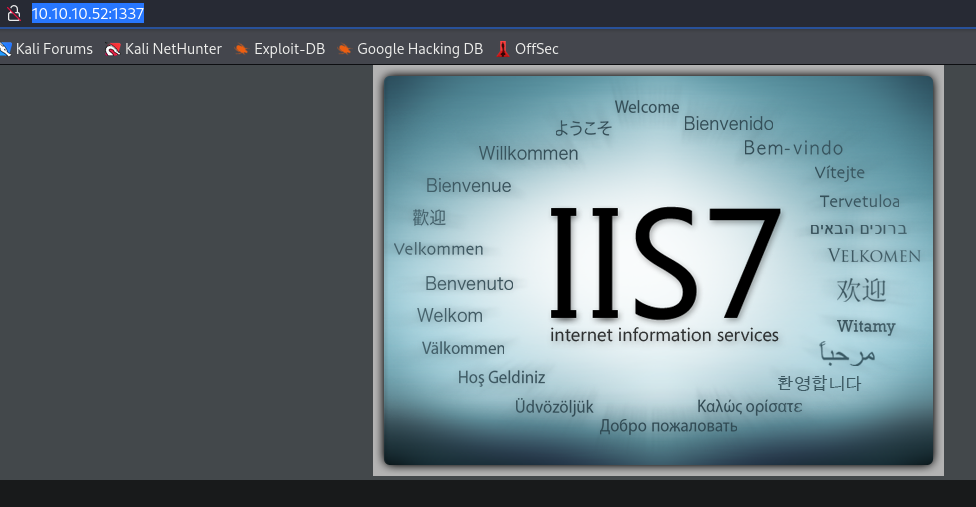 10.10.10.52:1337
Kali Forums Kali NetHunter Exploit-DB Google Hacking DB OffSec
Welcome
ようこそ
Bienvenido
Willkommen
Bem-vindo
Vítejte
Bienvenue
Tervetuloa
歡迎
ברוכים הבאים
Velkommen
VELKOMEN
Benvenuto
欢迎
Welkom
Witamy
Välkommen
مرحباً
Hoş Geldiniz
환영합니다
Üdvözöljük
Καλώς ορίσατε
Добро пожаловать
IIS7
internet information services